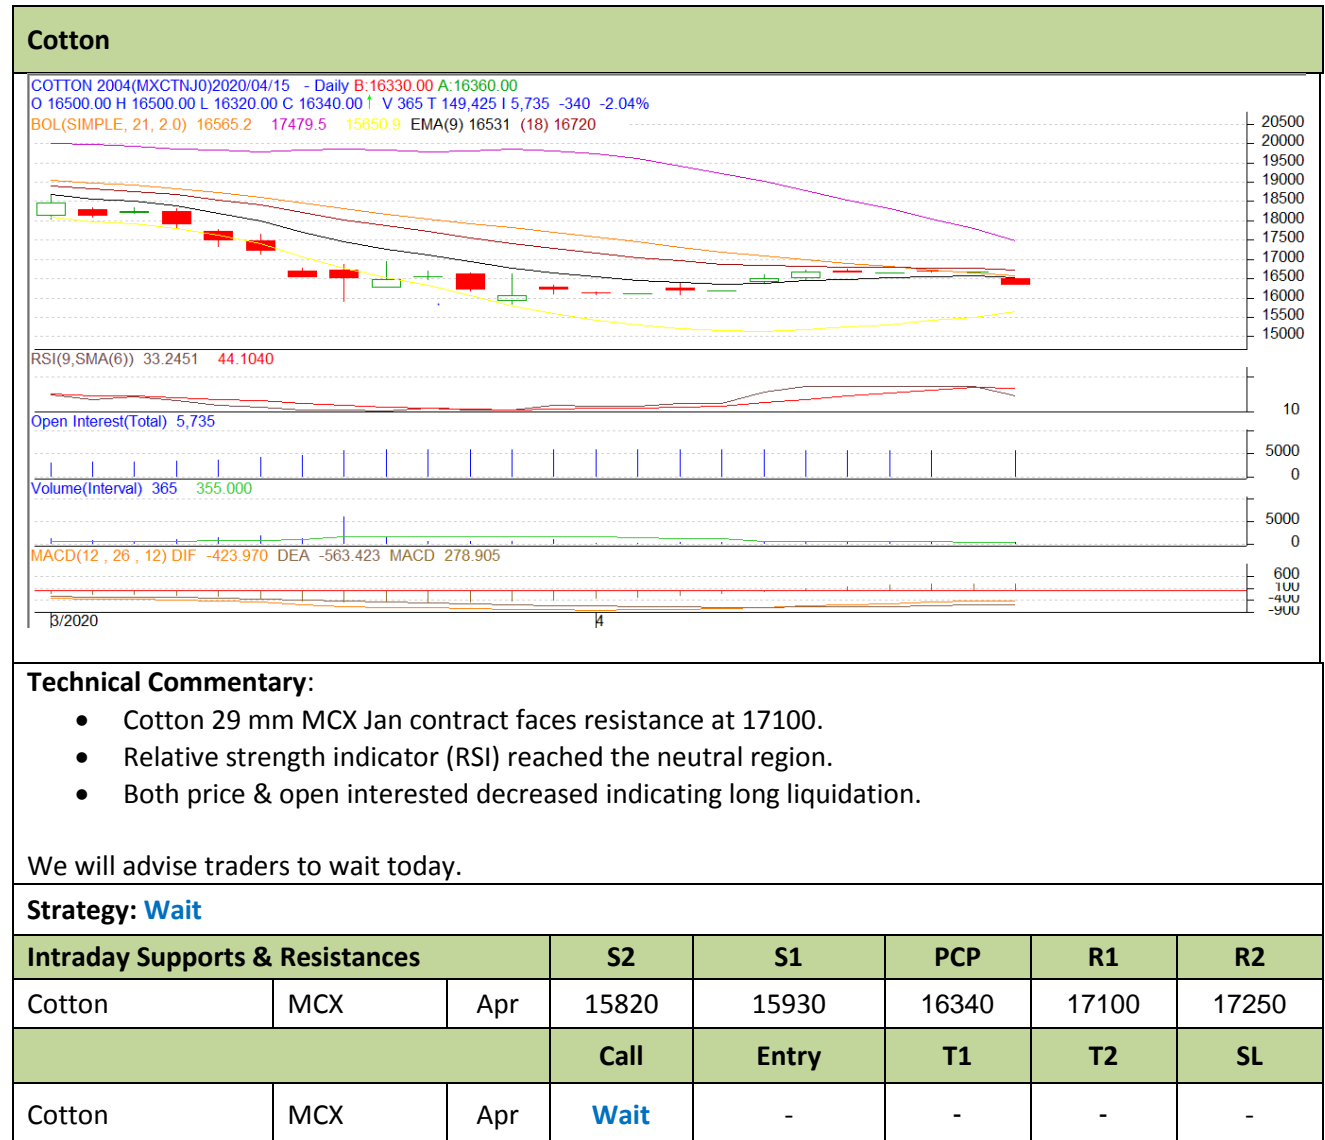 Cotton
COTTON 2004(MXCTNJ0)2020/04/15 - Daily B:16330.00 A:16360.00
O 16500.00 H 16500.00 L 16320.00 C 16340.00↑ V 365 T 149,425 I 5,735 -340 -2.04%
BOL(SIMPLE, 21, 2.0) 16565.2 17479.5 15650.9 EMA(9) 16531 (18) 16720
20500
20000
19500
19000
18500
18000
17500
17000
16500
16000
15500
15000
RSI(9,SMA(6)) 33.2451 44.1040
10
Open Interest(Total) 5,735
5000
0
Volume(Interval) 365 355.000
5000
0
MACD(12 , 26 , 12) DIF -423.970 DEA -563.423 MACD 278.905
600
100
-400
-900
3/2020 4
Technical Commentary:
• Cotton 29 mm MCX Jan contract faces resistance at 17100.
• Relative strength indicator (RSI) reached the neutral region.
• Both price & open interested decreased indicating long liquidation.
We will advise traders to wait today.
Strategy: Wait
Intraday Supports & Resistances S2 S1 PCP R1 R2
Cotton MCX Apr 15820 15930 16340 17100 17250
Call Entry T1 T2 SL
Cotton MCX Apr Wait - - - -